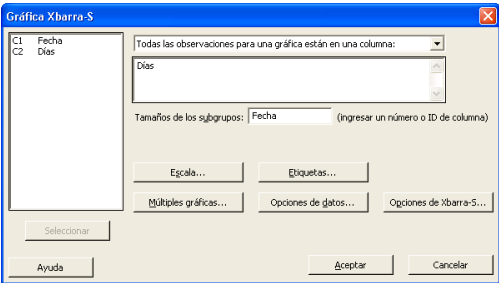 Gráfica Xbarra-S
C1 Fecha
C2 Días
Todas las observaciones para una gráfica están en una columna:
Días
Tamaños de los subgrupos: Fecha (ingresar un número o ID de columna)
Escala... Etiquetas...
Múltiples gráficas... Opciones de datos... Opciones de Xbarra-S...
Seleccionar
Ayuda Aceptar Cancelar